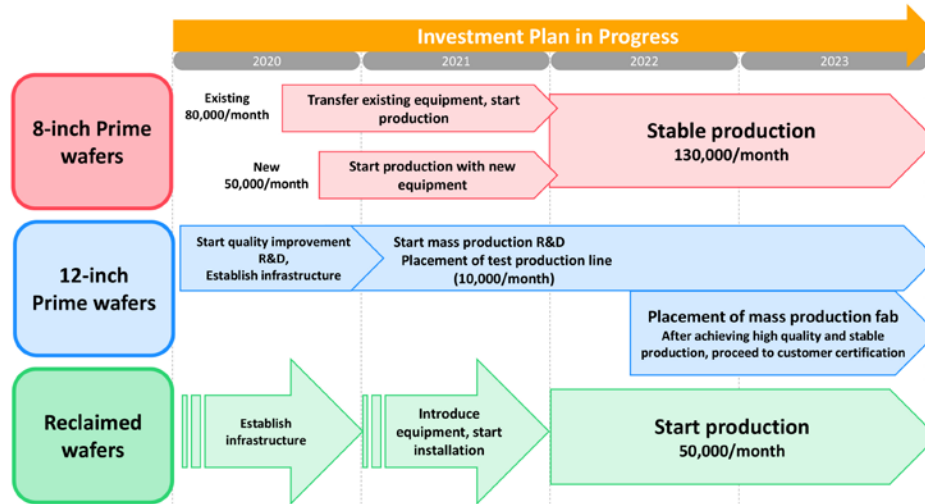 Investment Plan in Progress
2020
2021
2022
2023
8-inch Prime
wafers
Existing
80,000/month
Transfer existing equipment, start
production
New
50,000/month
Start production with new
equipment
Stable production
130,000/month
12-inch
Prime wafers
Start quality improvement
R&D,
Establish infrastructure
Start mass production R&D
Placement of test production line
(10,000/month)
Placement of mass production fab
After achieving high quality and stable
production, proceed to customer certification
Reclaimed
wafers
Establish
infrastructure
Introduce
equipment, start
installation
Start production
50,000/month